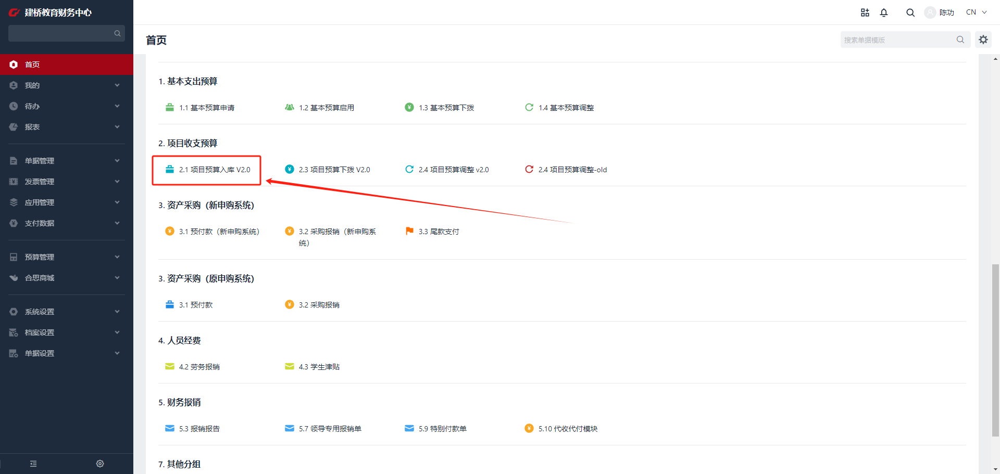 建桥教育财务中心
陈功
CN
首页
搜索单据模版
首页
我的
待办
报表
单据管理
发票管理
应用管理
支付数据
预算管理
合思商城
系统设置
档案设置
单据设置
1. 基本支出预算
1.1 基本预算申请
1.2 基本预算启用
1.3 基本预算下拨
1.4 基本预算调整
2. 项目收支预算
2.1 项目预算入库 V2.0
2.3 项目预算下拨 V2.0
2.4 项目预算调整 v2.0
2.4 项目预算调整-old
3. 资产采购（新申购系统）
3.1 预付款（新申购系统）
3.2 采购报销（新申购系
统）
3.3 尾款支付
3. 资产采购（原申购系统）
3.1 预付款
3.2 采购报销
4. 人员经费
4.2 劳务报销
4.3 学生津贴
5. 财务报销
5.3 报销报告
5.7 领导专用报销单
5.9 特别付款单
5.10 代收代付模块
7. 其他分组